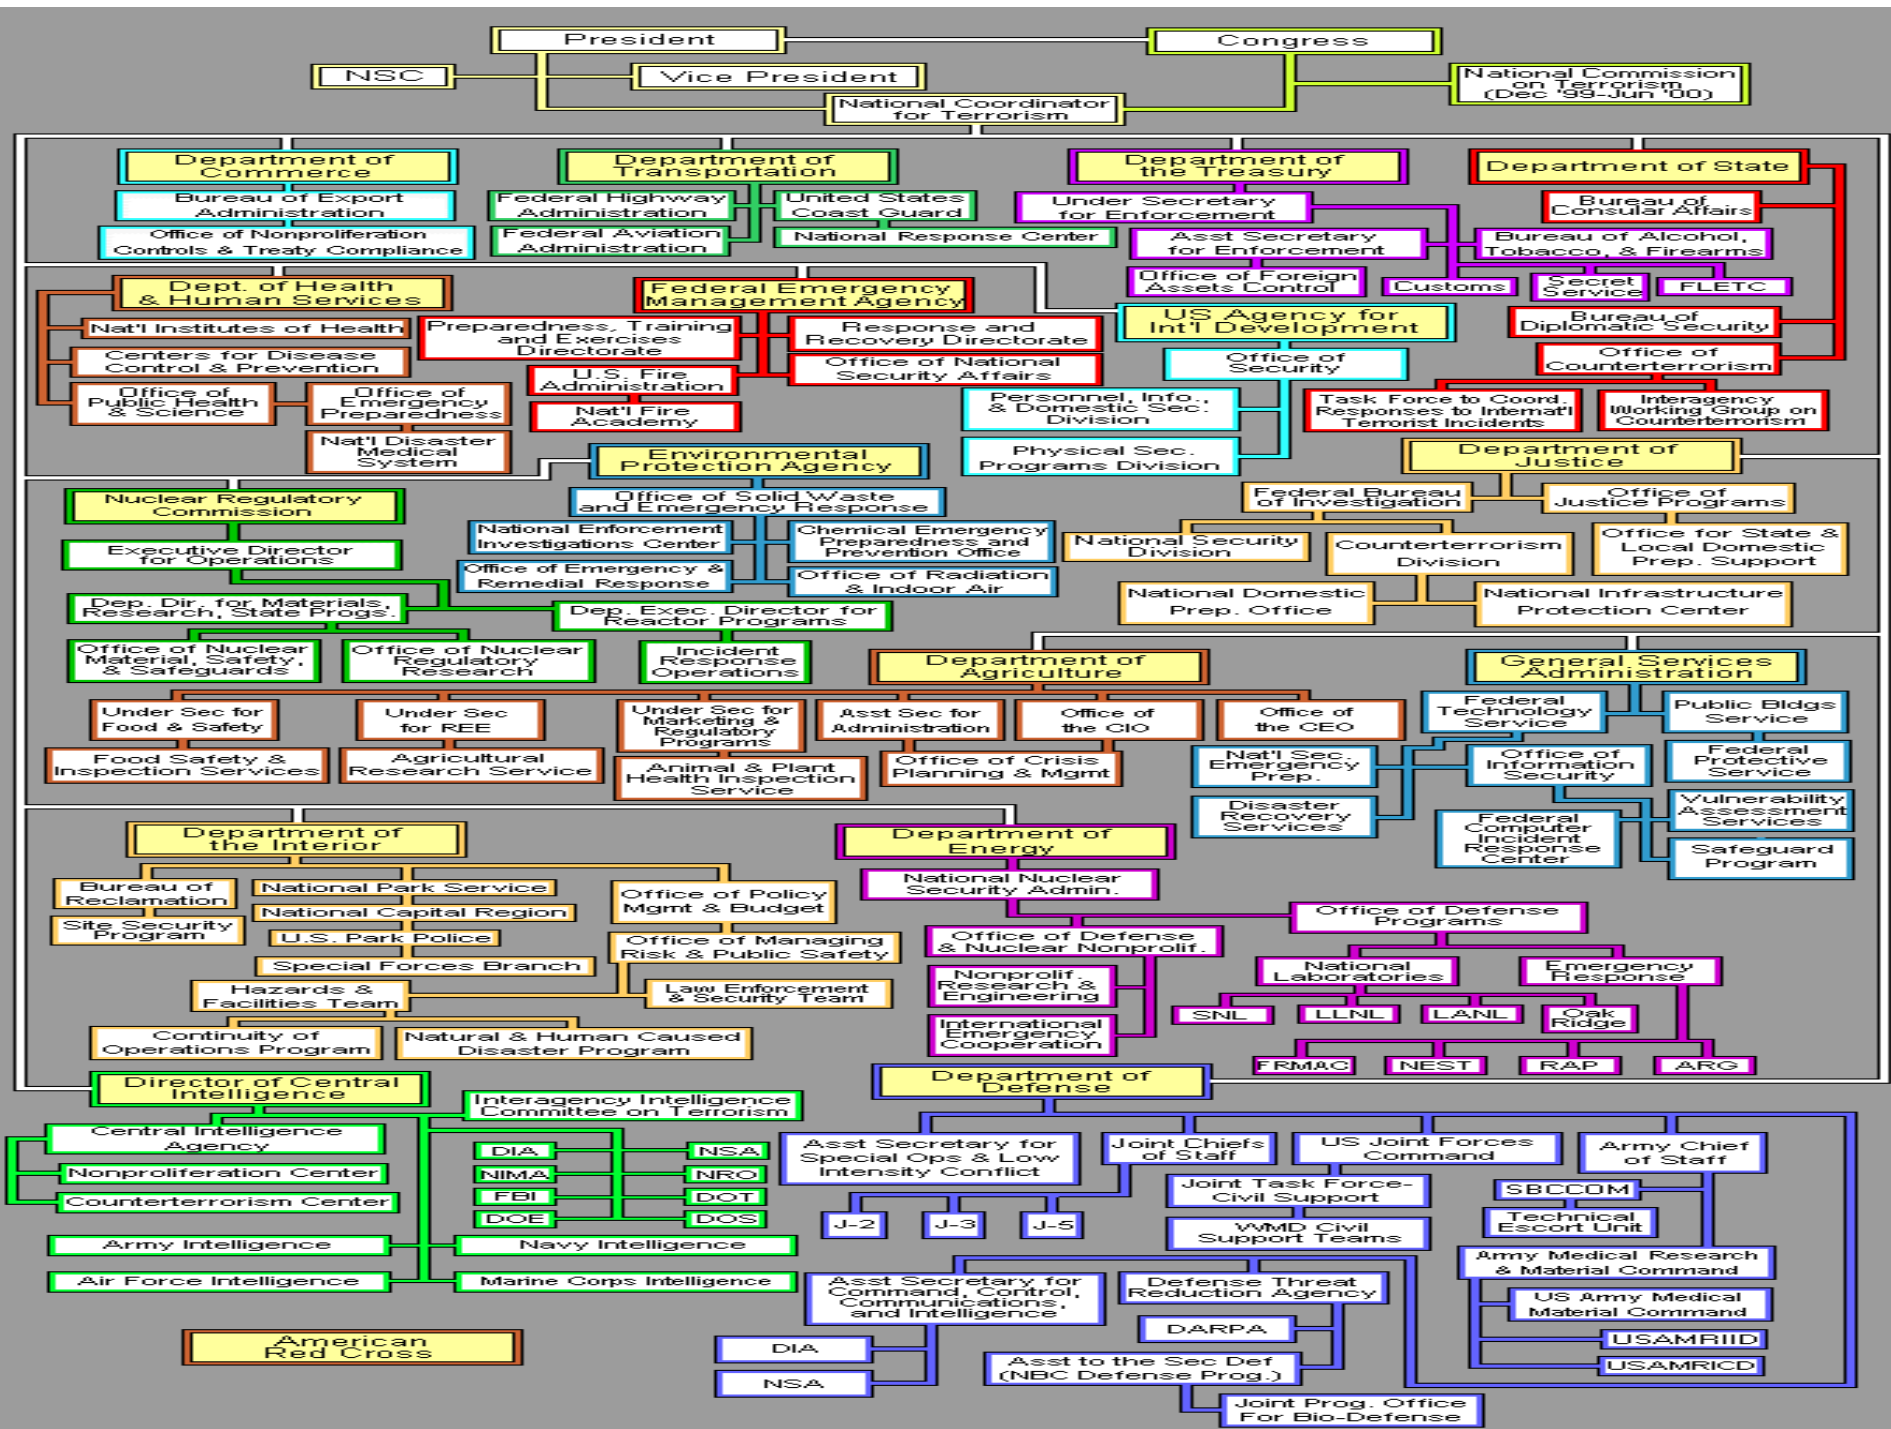 President
Congress
NSC
Vice President
National Commission
on Terrorism
(Dec '99-Jun '00)
National Coordinator
for Terrorism
Department of
Commerce
Bureau of Export
Administration
Office of Nonproliferation
Controls & Treaty Compliance
Department of
Transportation
Federal Highway
Administration
United States
Coast Guard
Federal Aviation
Administration
National Response Center
Department of
the Treasury
Under Secretary
for Enforcement
Asst Secretary
for Enforcement
Bureau of Alcohol,
Tobacco, & Firearms
Office of Foreign
Assets Control
Customs
Secret
Service
FLETC
Department of State
Bureau of
Consular Affairs
Bureau of
Diplomatic Security
Office of
Counterterrorism
Task Force to Coord.
Responses to Internat'l
Terrorist Incidents
Interagency
Working Group on
Counterterrorism
Dept. of Health
& Human Services
Nat'l Institutes of Health
Centers for Disease
Control & Prevention
Office of
Public Health
& Science
Office of
Emergency
Preparedness
Nat'l Disaster
Medical
System
Federal Emergency
Management Agency
Preparedness, Training
and Exercises
Directorate
Response and
Recovery Directorate
U.S. Fire
Administration
Office of National
Security Affairs
Nat'l Fire
Academy
US Agency for
Int'l Development
Office of
Security
Personnel, Info.,
& Domestic Sec.
Division
Physical Sec.
Programs Division
Environmental
Protection Agency
Office of Solid Waste
and Emergency Response
National Enforcement
Investigations Center
Chemical Emergency
Preparedness and
Prevention Office
Office of Emergency &
Remedial Response
Office of Radiation
& Indoor Air
Department of
Justice
Federal Bureau
of Investigation
Office of
Justice Programs
National Security
Division
Counterterrorism
Division
Office for State &
Local Domestic
Prep. Support
National Domestic
Prep. Office
National Infrastructure
Protection Center
Nuclear Regulatory
Commission
Executive Director
for Operations
Dep. Dir. for Materials,
Research, State Progs.
Dep. Exec. Director for
Reactor Programs
Office of Nuclear
Material, Safety,
& Safeguards
Office of Nuclear
Regulatory
Research
Incident
Response
Operations
Department of
Agriculture
Under Sec for
Food & Safety
Under Sec
for REE
Under Sec for
Marketing &
Regulatory
Programs
Asst Sec for
Administration
Office of
the CIO
Office of
the CEO
Food Safety &
Inspection Services
Agricultural
Research Service
Animal & Plant
Health Inspection
Service
Office of Crisis
Planning & Mgmt
General Services
Administration
Federal
Technology
Service
Public Bldgs
Service
Nat'l Sec.
Emergency
Prep.
Office of
Information
Security
Federal
Protective
Service
Disaster
Recovery
Services
Federal
Computer
Incident
Response
Center
Vulnerability
Assessment
Services
Safeguard
Program
Department of
the Interior
Bureau of
Reclamation
National Park Service
Office of Policy
Mgmt & Budget
Site Security
Program
National Capital Region
U.S. Park Police
Office of Managing
Risk & Public Safety
Special Forces Branch
Hazards &
Facilities Team
Law Enforcement
& Security Team
Continuity of
Operations Program
Natural & Human Caused
Disaster Program
Department of
Energy
National Nuclear
Security Admin.
Office of Defense
& Nuclear Nonprolif.
Office of Defense
Programs
Nonprolif.
Research &
Engineering
National
Laboratories
Emergency
Response
International
Emergency
Cooperation
SNL
LLNL
LANL
Oak
Ridge
FRMAC
NEST
RAP
ARG
Director of Central
Intelligence
Interagency Intelligence
Committee on Terrorism
Central Intelligence
Agency
Nonproliferation Center
Counterterrorism Center
DIA
NSA
NIMA
NRO
FBI
DOT
DOE
DOS
Army Intelligence
Navy Intelligence
Air Force Intelligence
Marine Corps Intelligence
Department of
Defense
Asst Secretary for
Special Ops & Low
Intensity Conflict
Joint Chiefs
of Staff
US Joint Forces
Command
Army Chief
of Staff
J-2
J-3
J-5
Joint Task Force-
Civil Support
WMD Civil
Support Teams
SBCCOM
Technical
Escort Unit
Army Medical Research
& Material Command
US Army Medical
Material Command
USAMRIID
USAMRICD
Asst Secretary for
Command, Control,
Communications,
and Intelligence
Defense Threat
Reduction Agency
DIA
NSA
DARPA
Asst to the Sec Def
(NBC Defense Prog.)
Joint Prog. Office
For Bio-Defense
American
Red Cross